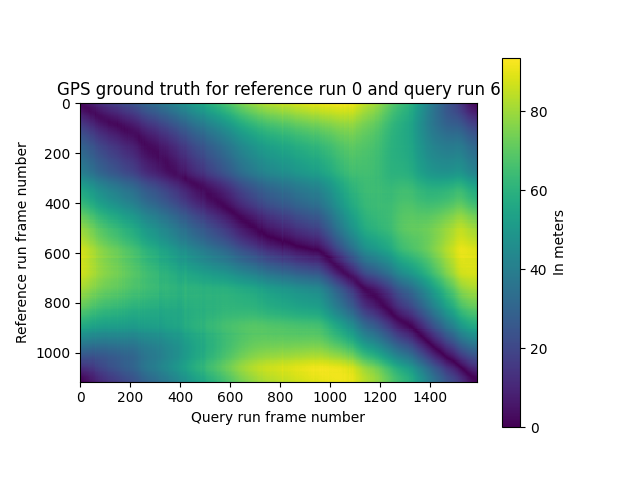 GPS ground truth for reference run 0 and query run 6
0
200
400
600
800
1000
Reference run frame number
0 200 400 600 800 1000 1200 1400
Query run frame number
80
60
40
20
0
In meters